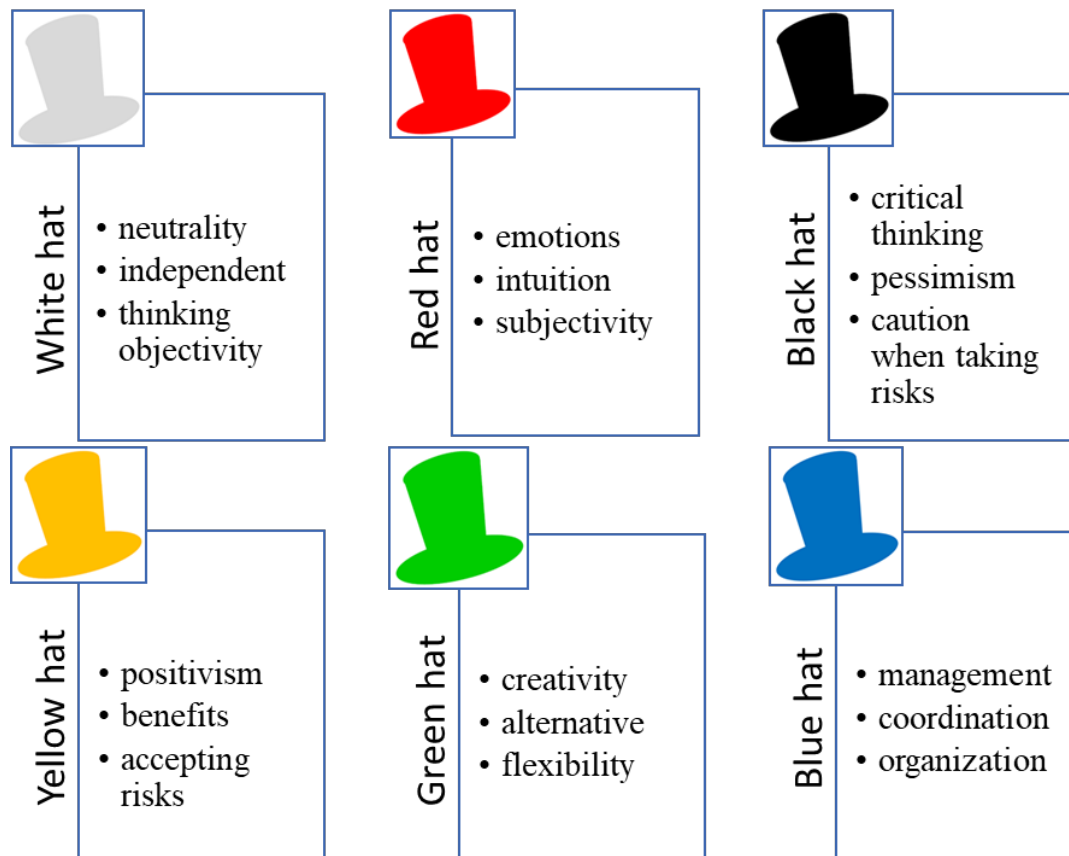 White hat
• neutrality
• independent
• thinking
objectivity
Red hat
• emotions
• intuition
• subjectivity
Black hat
• critical
thinking
• pessimism
• caution
when taking
risks
Yellow hat
• positivism
• benefits
• accepting
risks
Green hat
• creativity
• alternative
• flexibility
Blue hat
• management
• coordination
• organization